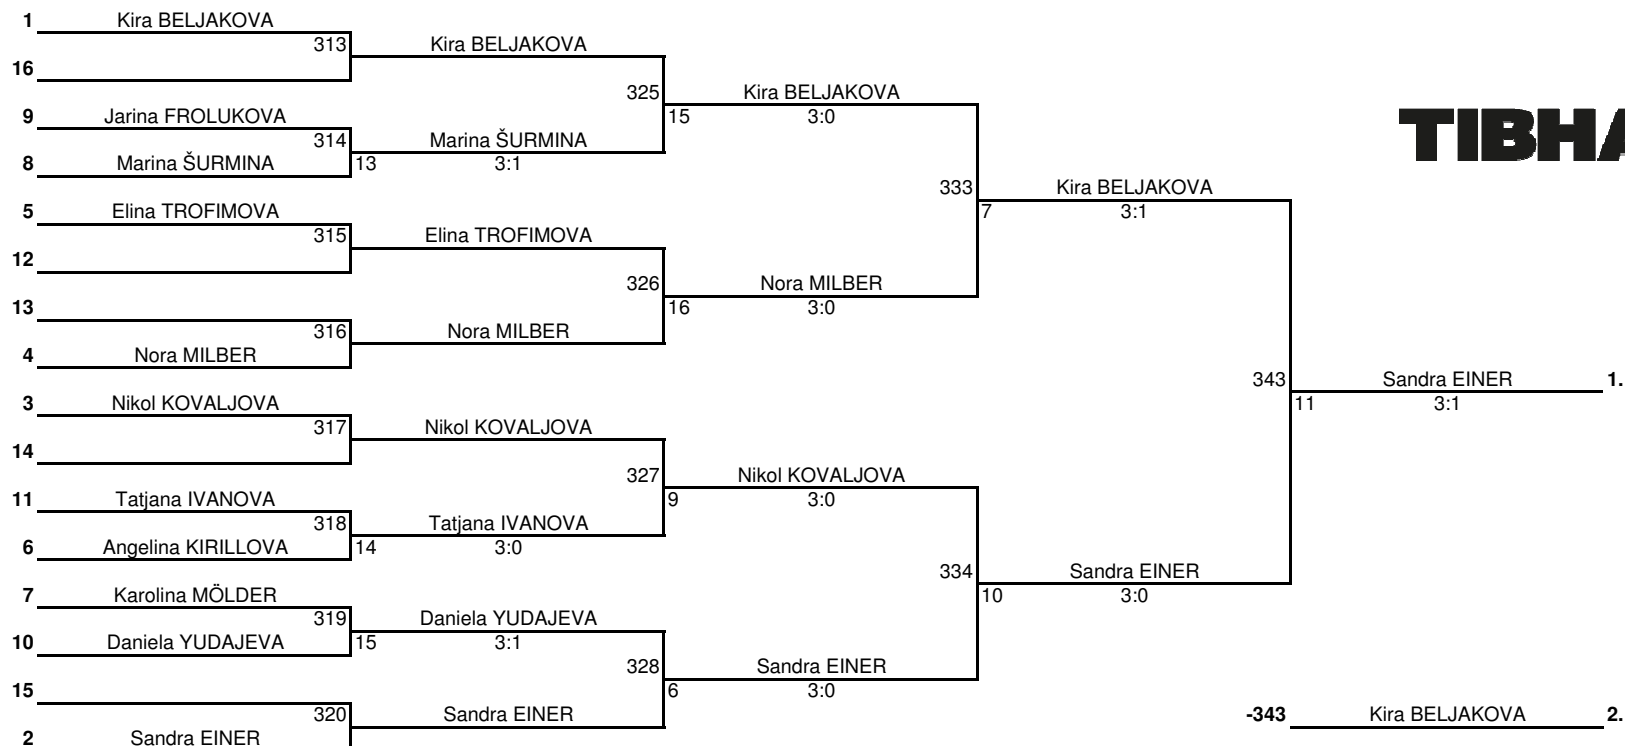 1 Kira BELJAKOVA
313 Kira BELJAKOVA
16
325 Kira BELJAKOVA
9 Jarina FROLUKOVA 15 3:0
314 Marina ŠURMINA
8 Marina ŠURMINA 13 3:1
333 Kira BELJAKOVA
5 Elina TROFIMOVA 7 3:1
315 Elina TROFIMOVA
12
326 Nora MILBER
13 16 3:0
316 Nora MILBER
4 Nora MILBER
343 Sandra EINER 1.
3 Nikol KOVALJOVA 11 3:1
317 Nikol KOVALJOVA
14
327 Nikol KOVALJOVA
11 Tatjana IVANOVA 9 3:0
318 Tatjana IVANOVA
6 Angelina KIRILLOVA 14 3:0
334 Sandra EINER
7 Karolina MÖLDER 10 3:0
319 Daniela YUDAJEVA
10 Daniela YUDAJEVA 15 3:1
328 Sandra EINER
15 6 3:0
320 Sandra EINER -343 Kira BELJAKOVA 2.
2 Sandra EINER